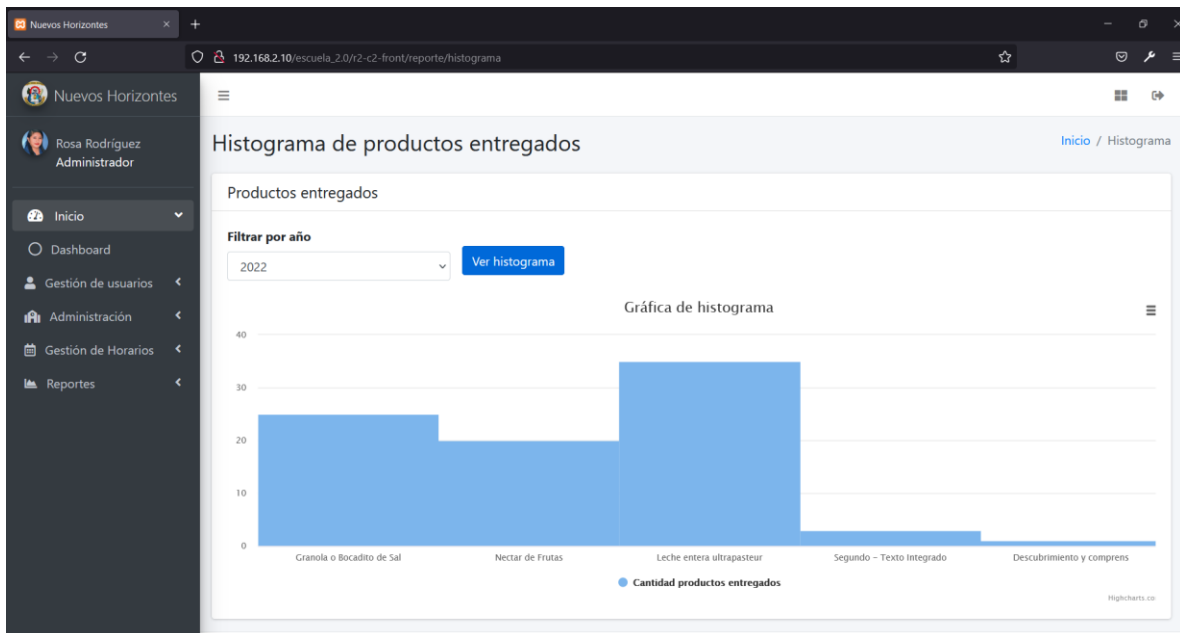 Nuevos Horizontes
192.168.2.10/escuela_2.0/r2-c2-front/reporte/histograma
Nuevos Horizontes
Rosa Rodríguez
Administrador
Inicio
Dashboard
Gestión de usuarios
Administración
Gestión de Horarios
Reportes
Histograma de productos entregados
Inicio / Histograma
Productos entregados
Filtrar por año
2022
Ver histograma
Gráfica de histograma
40
30
20
10
0
Granola o Bocadito de Sal
Nectar de Frutas
Leche entera ultrapasteur
Segundo - Texto Integrado
Descubrimiento y comprens
Cantidad productos entregados
Highcharts.co